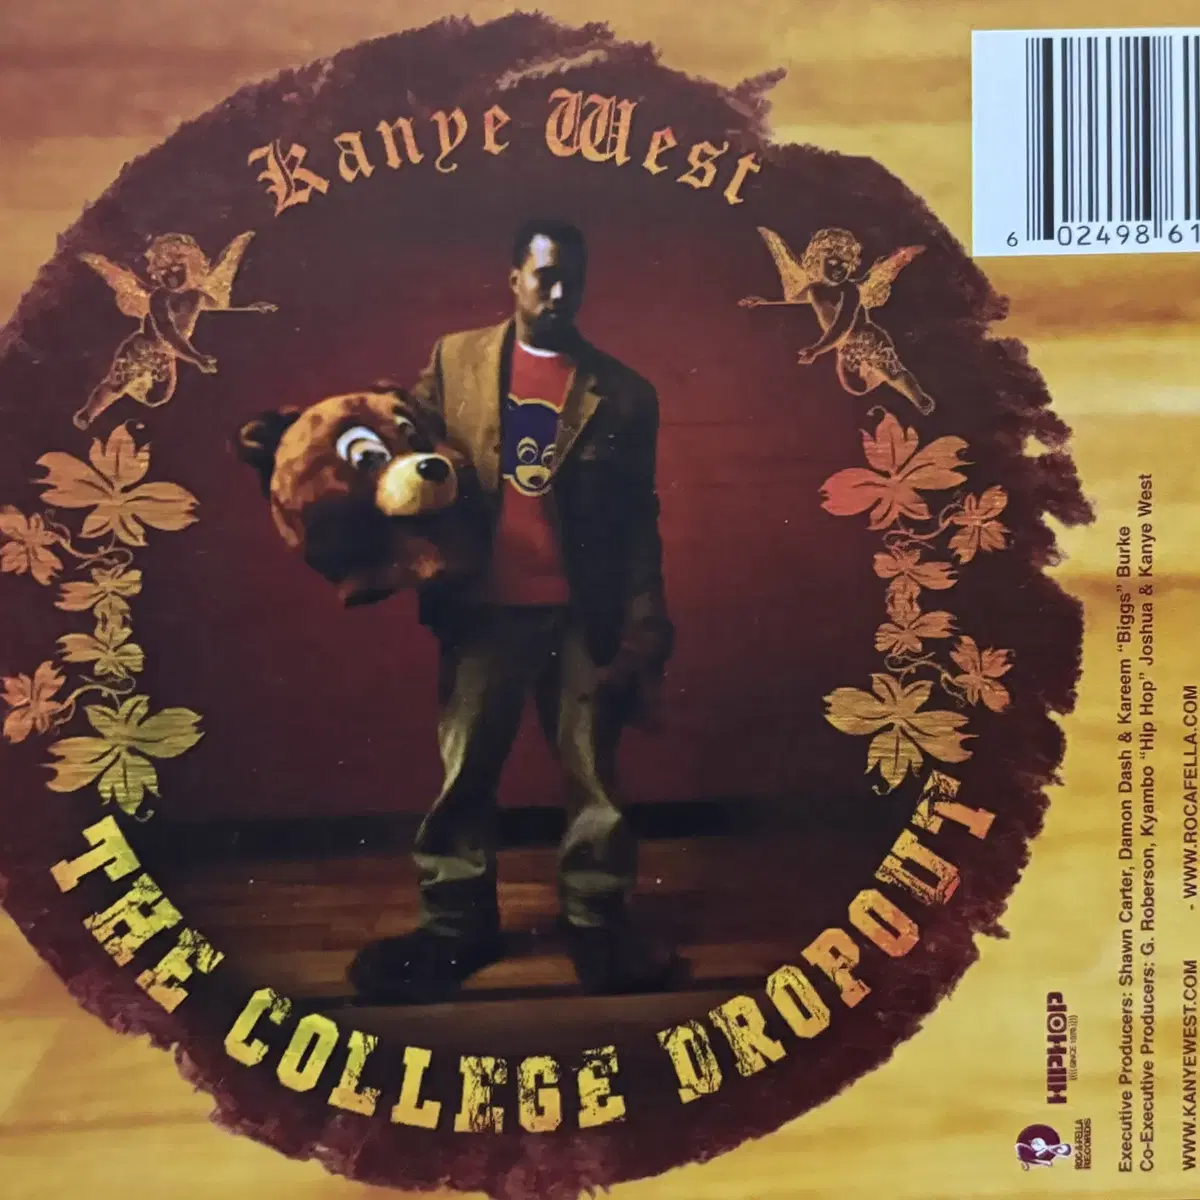 Kanye West
THE COLLEGE DROPOUT
6 02498 61
Executive Producers: Shawn Carter, Damon Dash & Kareem “Biggs” Burke
Co-Executive Producers: G. Roberson, Kyambo “Hip Hop” Joshua & Kanye West
WWW.KANYEWEST.COM - WWW.ROCAFELLA.COM
ROC-A-FELLA
RECORDS
HIPHOP